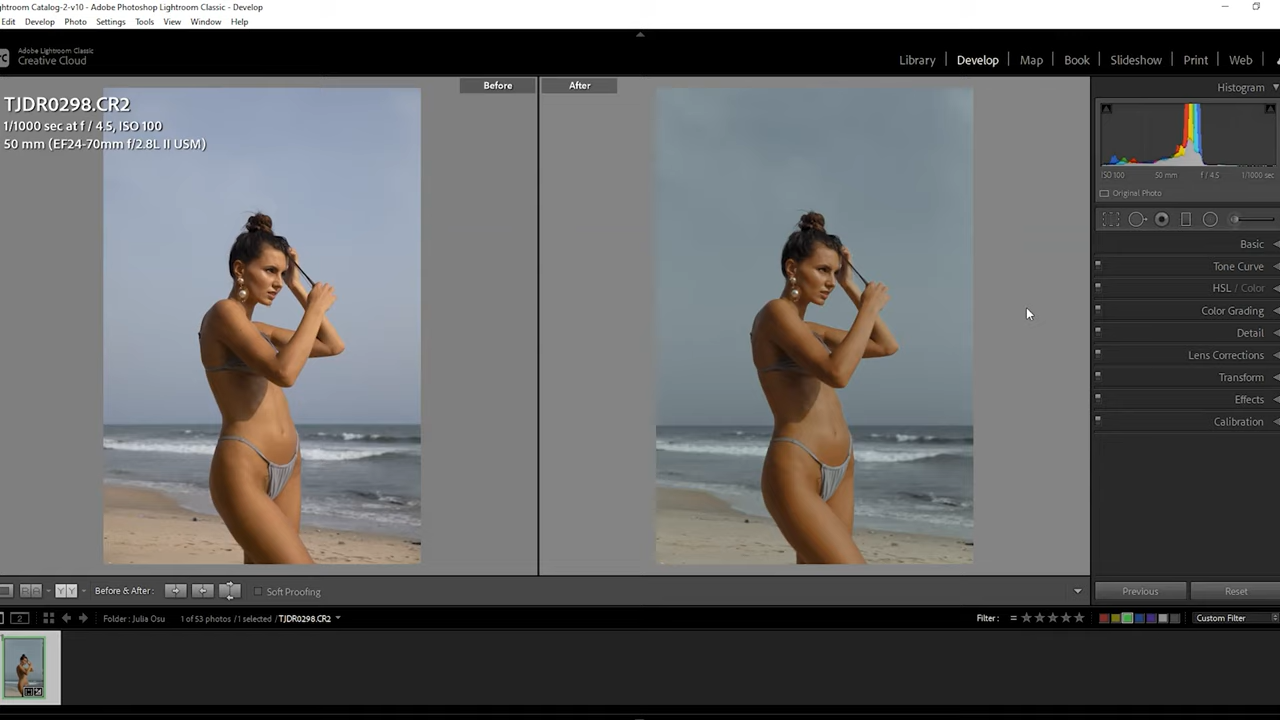 ghtroom Catalog-2-v10 - Adobe Photoshop Lightroom Classic - Develop
Edit Develop Photo Settings Tools View Window Help
Adobe Lightroom Classic
Creative Cloud
Library Develop Map Book Slideshow Print Web
Before After Histogram
TJDR0298.CR2
1/1000 sec at f / 4.5, ISO 100
50 mm (EF24-70mm f/2.8L II USM)
ISO 100 50 mm f / 4.5 1/1000 sec
Original Photo
Basic
Tone Curve
HSL / Color
Color Grading
Detail
Lens Corrections
Transform
Effects
Calibration
Before & After: Soft Proofing Previous Reset
2 Folder : Julia Osu 1 of 53 photos / 1 selected / TJDR0298.CR2 Filter : Custom Filter